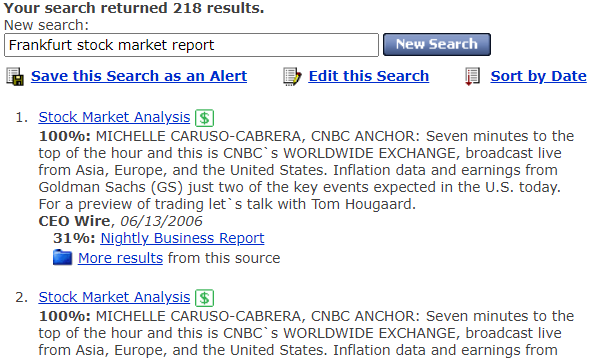 Your search returned 218 results.
New search:
Frankfurt stock market report New Search
Save this Search as an Alert Edit this Search Sort by Date
1. Stock Market Analysis $
100%: MICHELLE CARUSO-CABRERA, CNBC ANCHOR: Seven minutes to the
top of the hour and this is CNBC`s WORLDWIDE EXCHANGE, broadcast live
from Asia, Europe, and the United States. Inflation data and earnings from
Goldman Sachs (GS) just two of the key events expected in the U.S. today.
For a preview of trading let`s talk with Tom Hougaard.
CEO Wire, 06/13/2006
31%: Nightly Business Report
More results from this source
2. Stock Market Analysis $
100%: MICHELLE CARUSO-CABRERA, CNBC ANCHOR: Seven minutes to the
top of the hour and this is CNBC`s WORLDWIDE EXCHANGE, broadcast live
from Asia, Europe, and the United States. Inflation data and earnings from